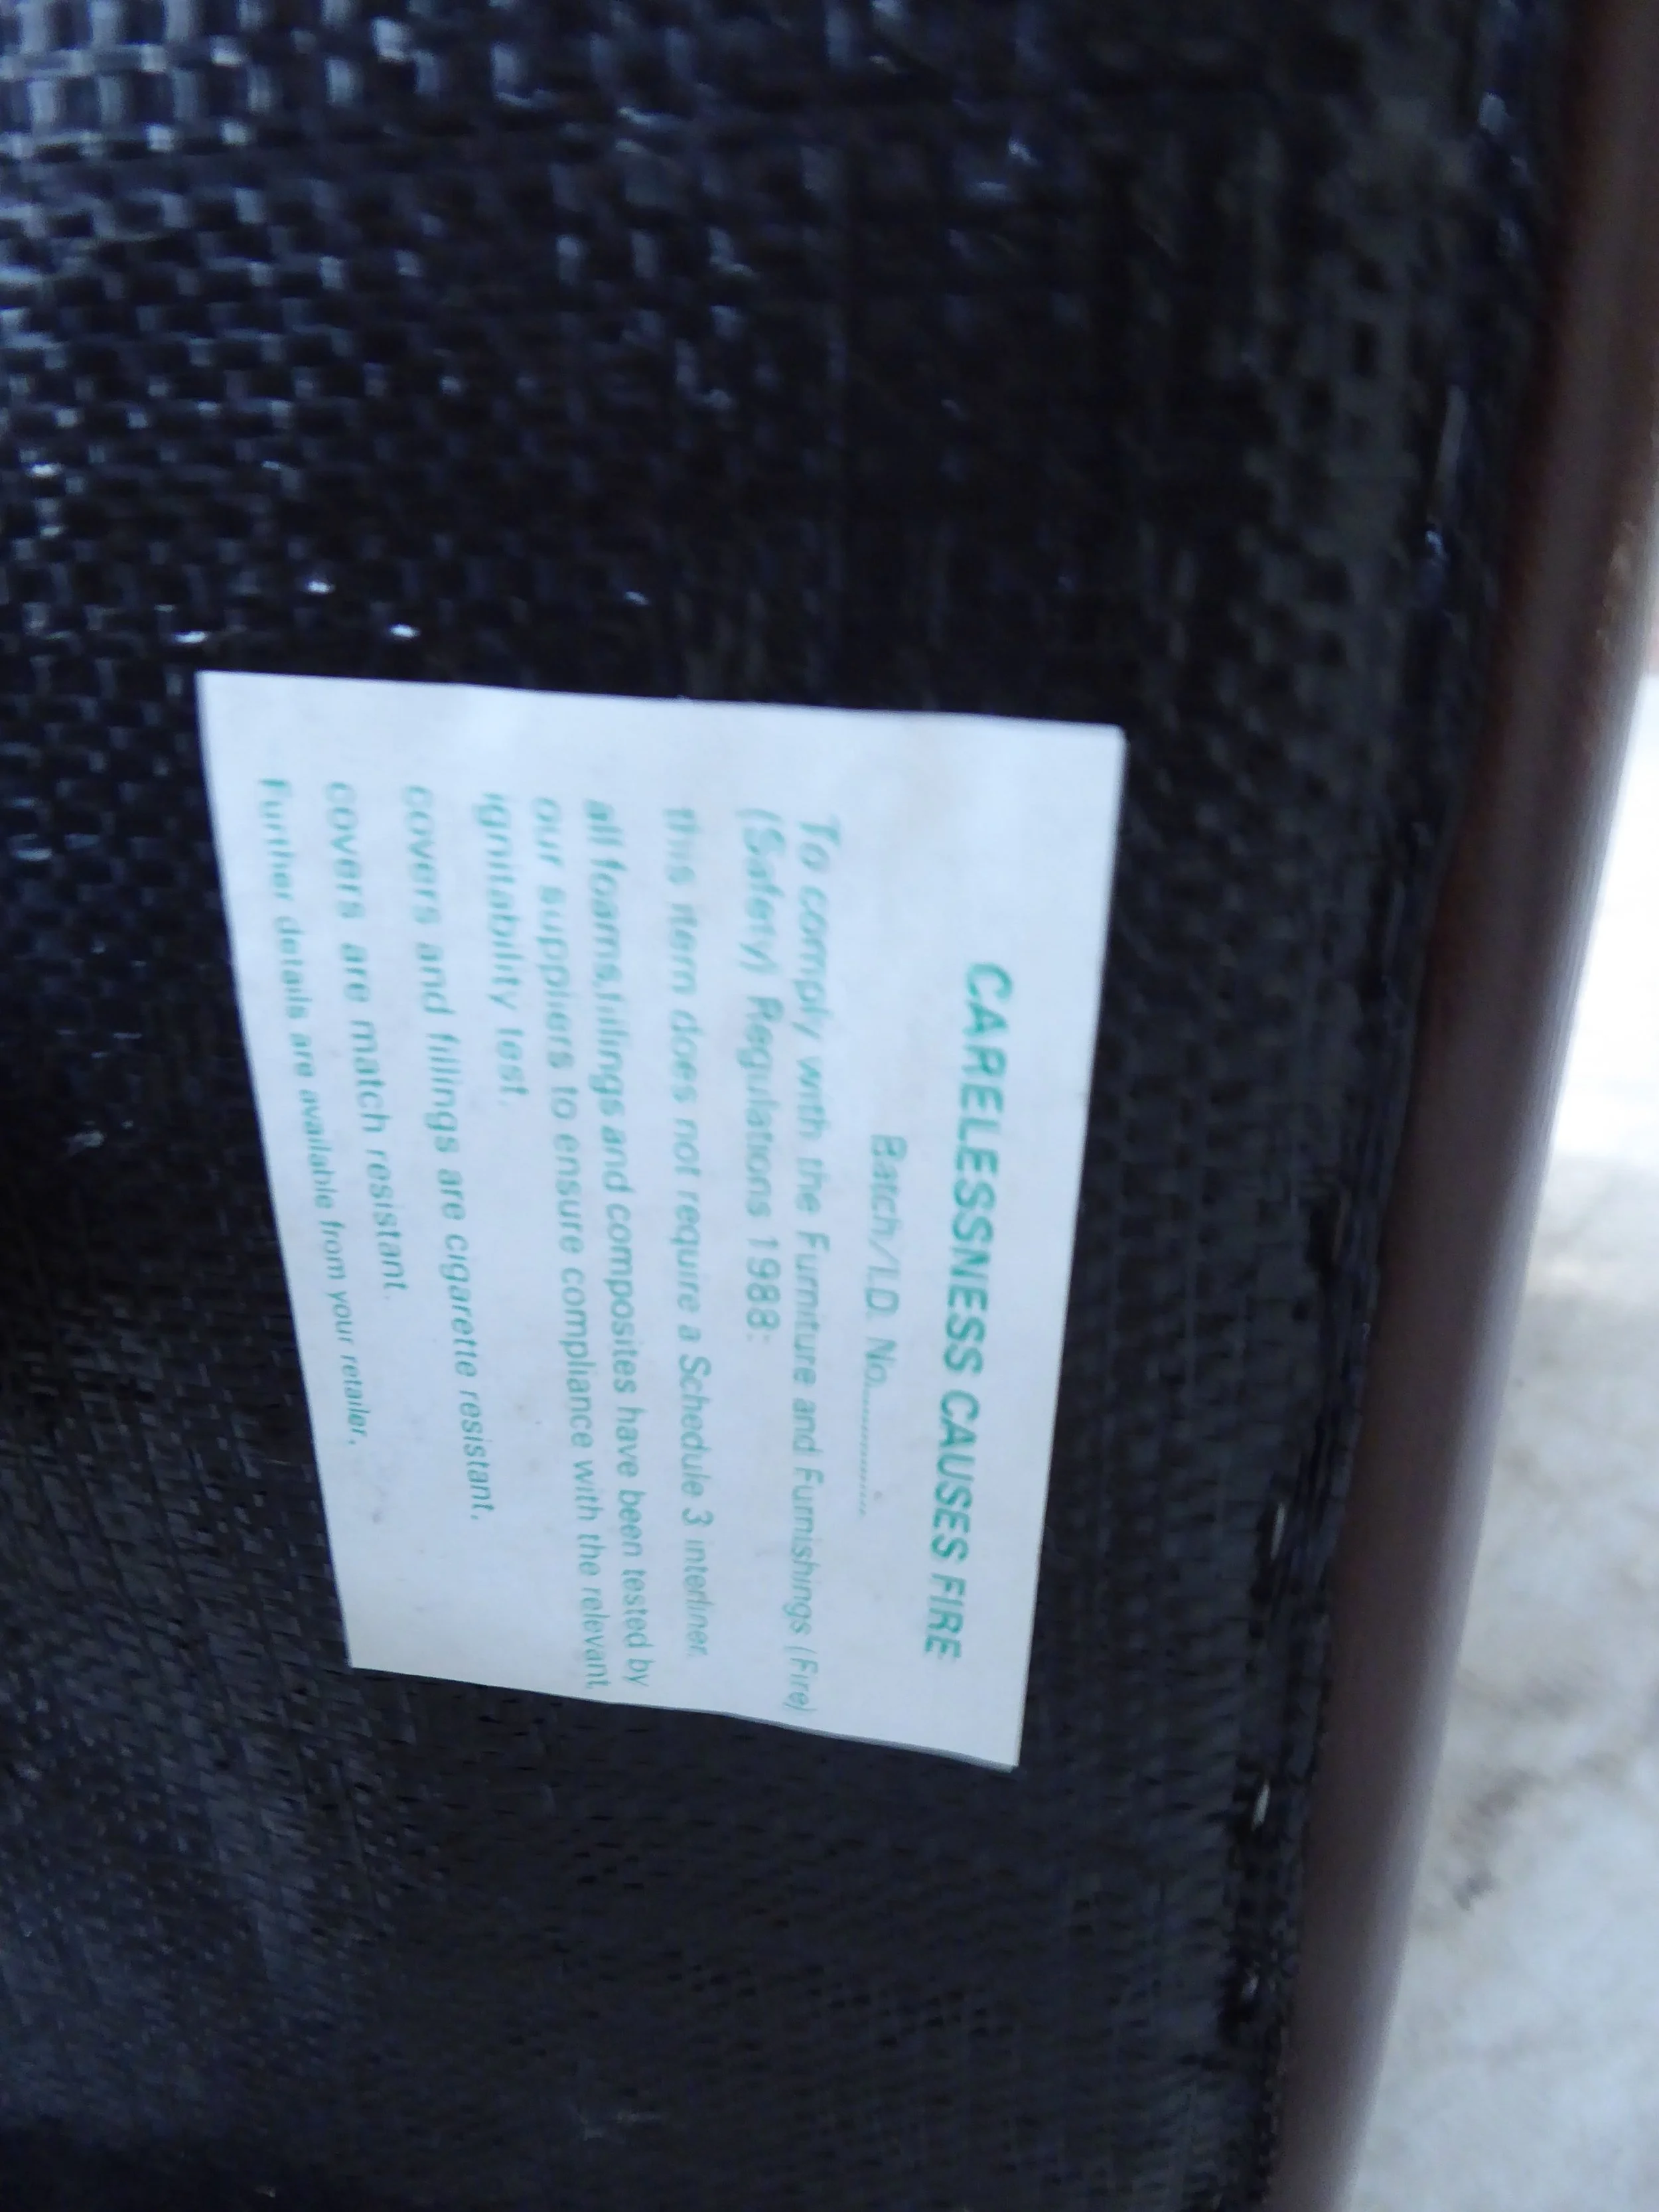 CARELESSNESS CAUSES FIRE
Batch/I.D. No..............
To comply with the Furniture and Furnishings (Fire)
(Safety) Regulations 1988:
this item does not require a Schedule 3 interliner.
all foams,fillings and composites have been tested by
our suppliers to ensure compliance with the relevant
ignitability test.
covers and fillings are cigarette resistant.
covers are match resistant.
Further details are available from your retailer.